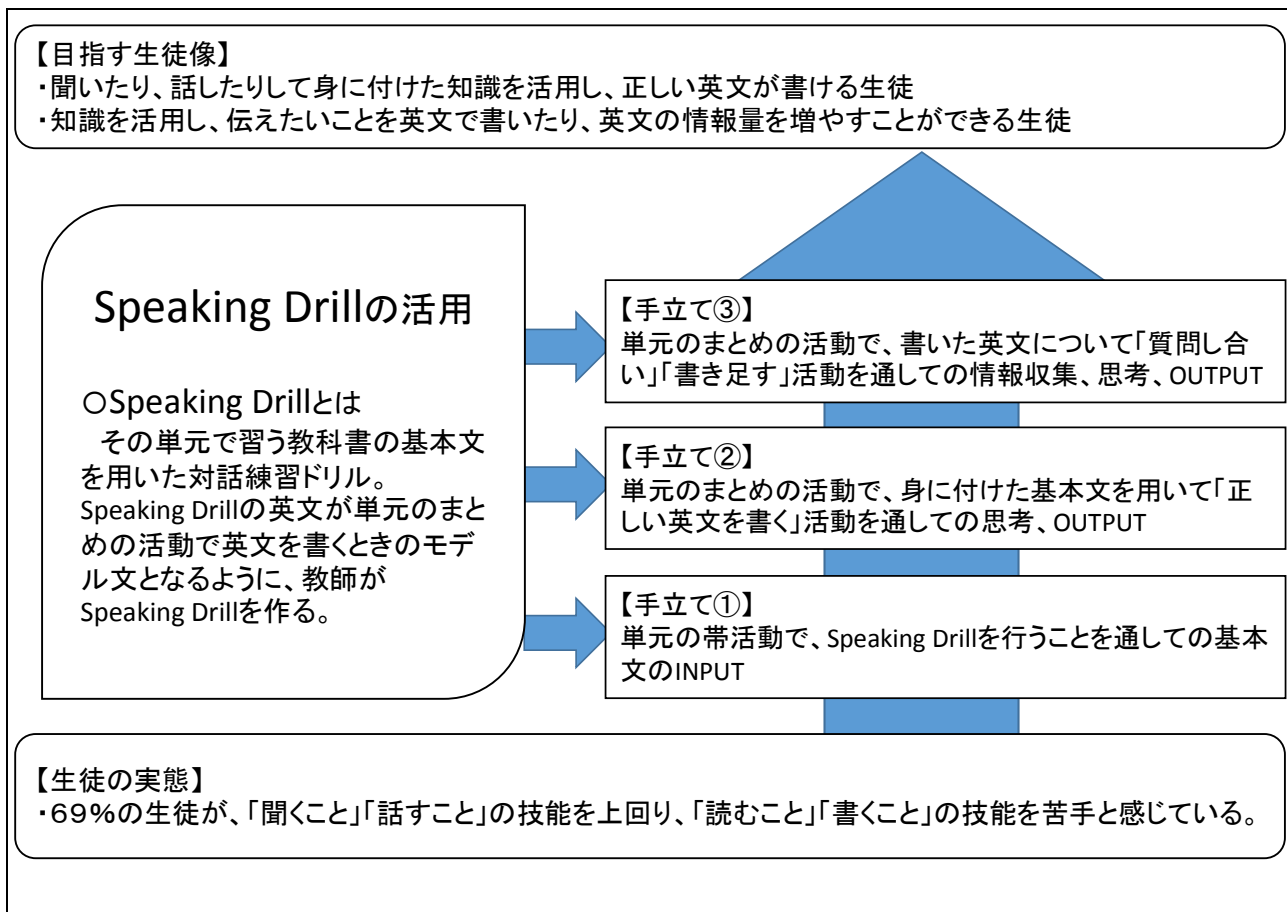 【目指す生徒像】
・聞いたり、話したりして身に付けた知識を活用し、正しい英文が書ける生徒
・知識を活用し、伝えたいことを英文で書いたり、英文の情報量を増やすことができる生徒
Speaking Drillの活用
○Speaking Drillとは
その単元で習う教科書の基本文
を用いた対話練習ドリル。
Speaking Drillの英文が単元のまと
めの活動で英文を書くときのモデ
ル文となるように、教師が
Speaking Drillを作る。
【手立て③】
単元のまとめの活動で、書いた英文について「質問し合
い」「書き足す」活動を通しての情報収集、思考、OUTPUT
【手立て②】
単元のまとめの活動で、身に付けた基本文を用いて「正
しい英文を書く」活動を通しての思考、OUTPUT
【手立て①】
単元の帯活動で、Speaking Drillを行うことを通しての基本
文のINPUT
【生徒の実態】
・69%の生徒が、「聞くこと」「話すこと」の技能を上回り、「読むこと」「書くこと」の技能を苦手と感じている。